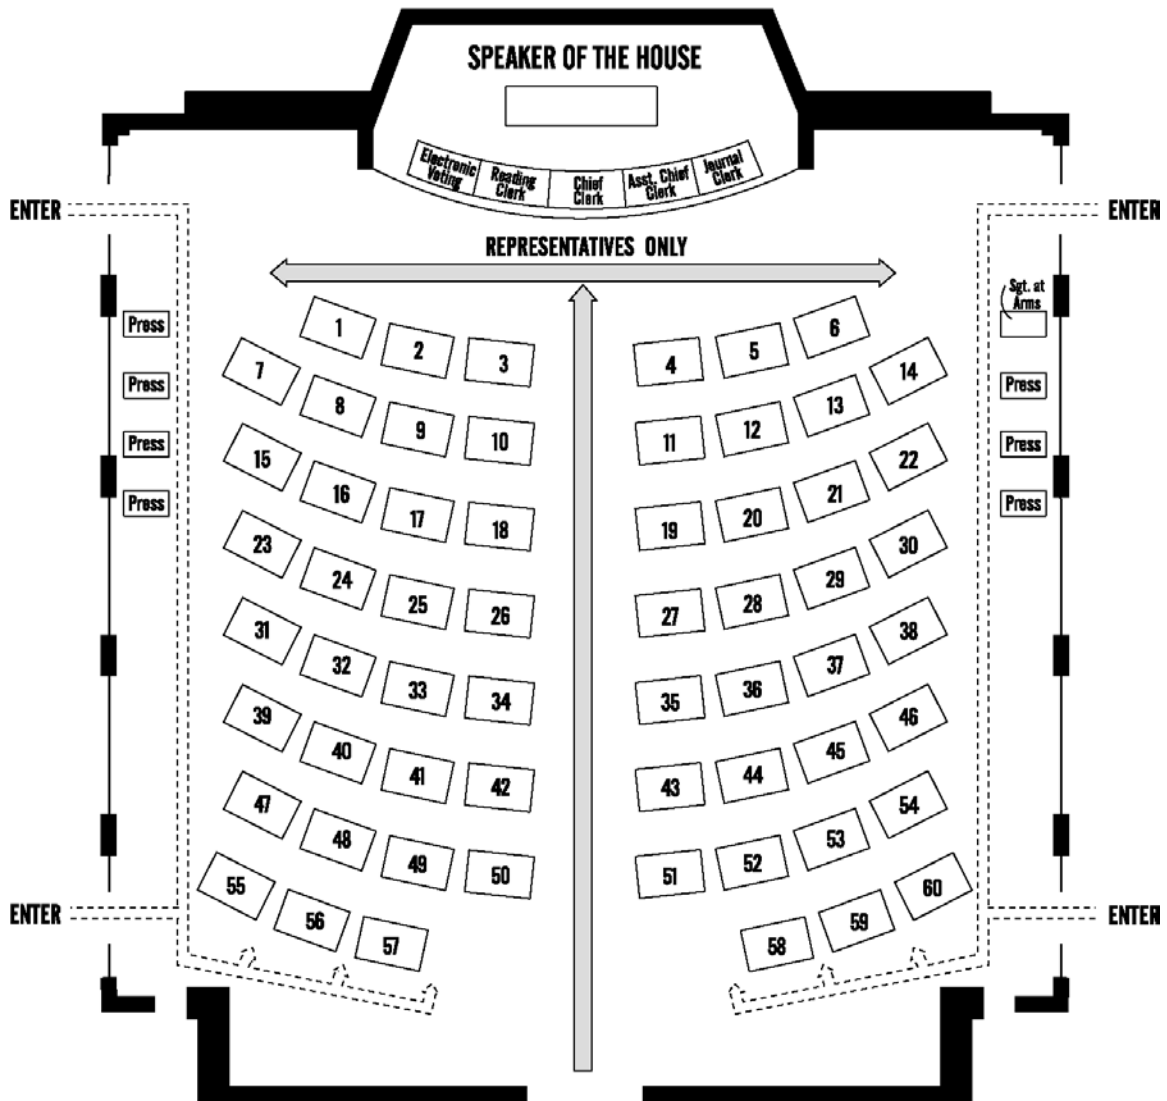 SPEAKER OF THE HOUSE
Electronic
Voting
Reading
Clerk
Chief
Clerk
Asst. Chief
Clerk
Journal
Clerk
ENTER
ENTER
REPRESENTATIVES ONLY
Sgt. at
Arms
Press
Press
Press
Press
Press
Press
Press
1
2
3
4
5
6
7
8
9
10
11
12
13
14
15
16
17
18
19
20
21
22
23
24
25
26
27
28
29
30
31
32
33
34
35
36
37
38
39
40
41
42
43
44
45
46
47
48
49
50
51
52
53
54
55
56
57
58
59
60
ENTER
ENTER